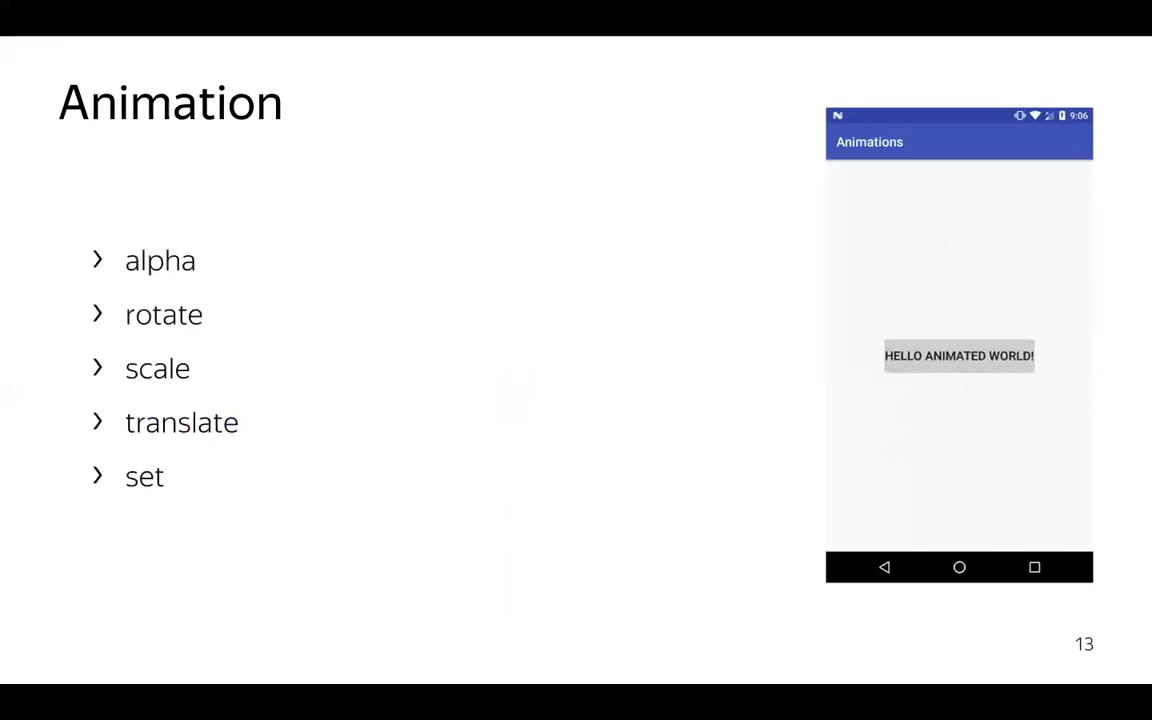 Animation
alpha
rotate
scale
translate
set
9:06
Animations
HELLO ANIMATED WORLD!
13